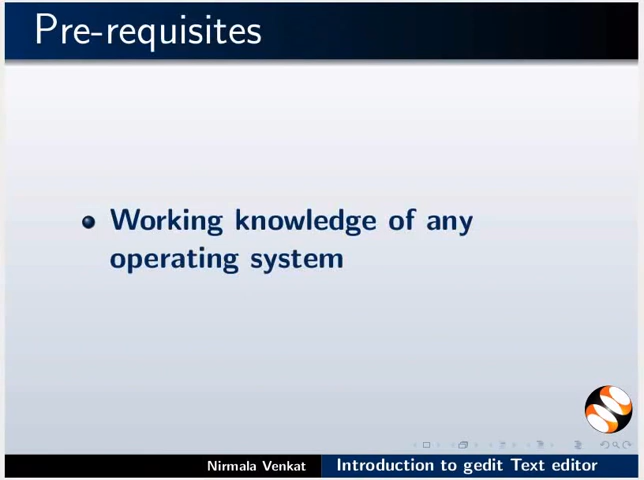 Pre-requisites
Working knowledge of any
operating system
Nirmala Venkat
Introduction to gedit Text editor